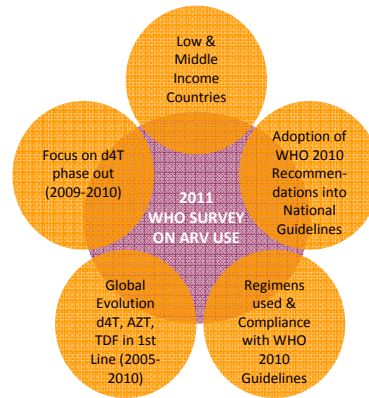 Low &
Middle
Income
Countries
Adoption of
WHO 2010
Recommen-
dations into
National
Guidelines
Regimens
used &
Compliance
with WHO
2010
Guidelines
Global
Evolution
d4T, AZT,
TDF in 1st
Line (2005-
2010)
Focus on d4T
phase out
(2009-2010)
2011
WHO SURVEY
ON ARV USE